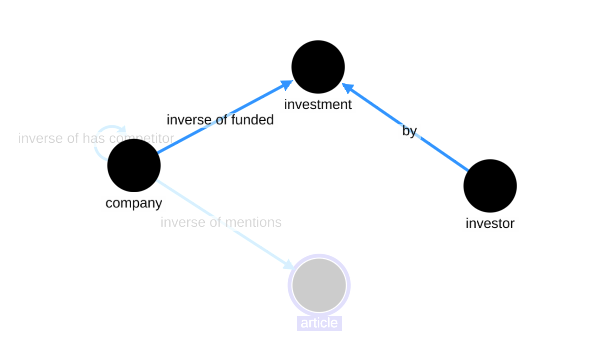 investment
inverse of funded
by
inverse of has competitor
company
investor
inverse of mentions
article